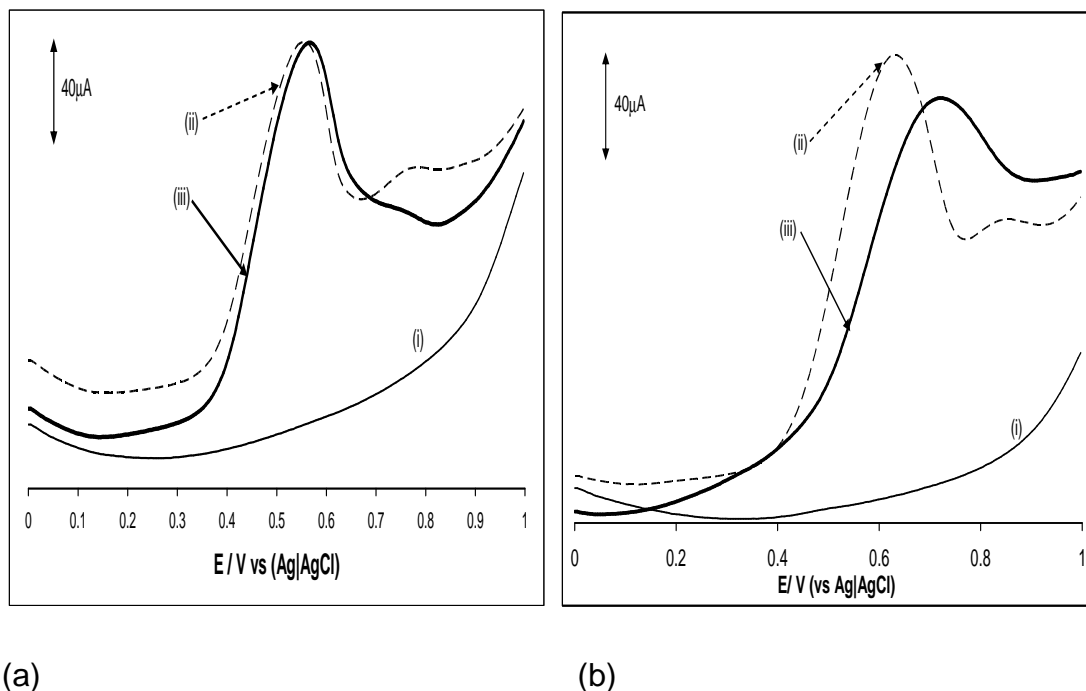 40µA
(ii)
(iii)
(i)
0 0.1 0.2 0.3 0.4 0.5 0.6 0.7 0.8 0.9 1
E / V vs (Ag|AgCl)
40µA
(ii)
(iii)
(i)
0 0.2 0.4 0.6 0.8 1
E/ V (vs Ag|AgCl)
(a) (b)